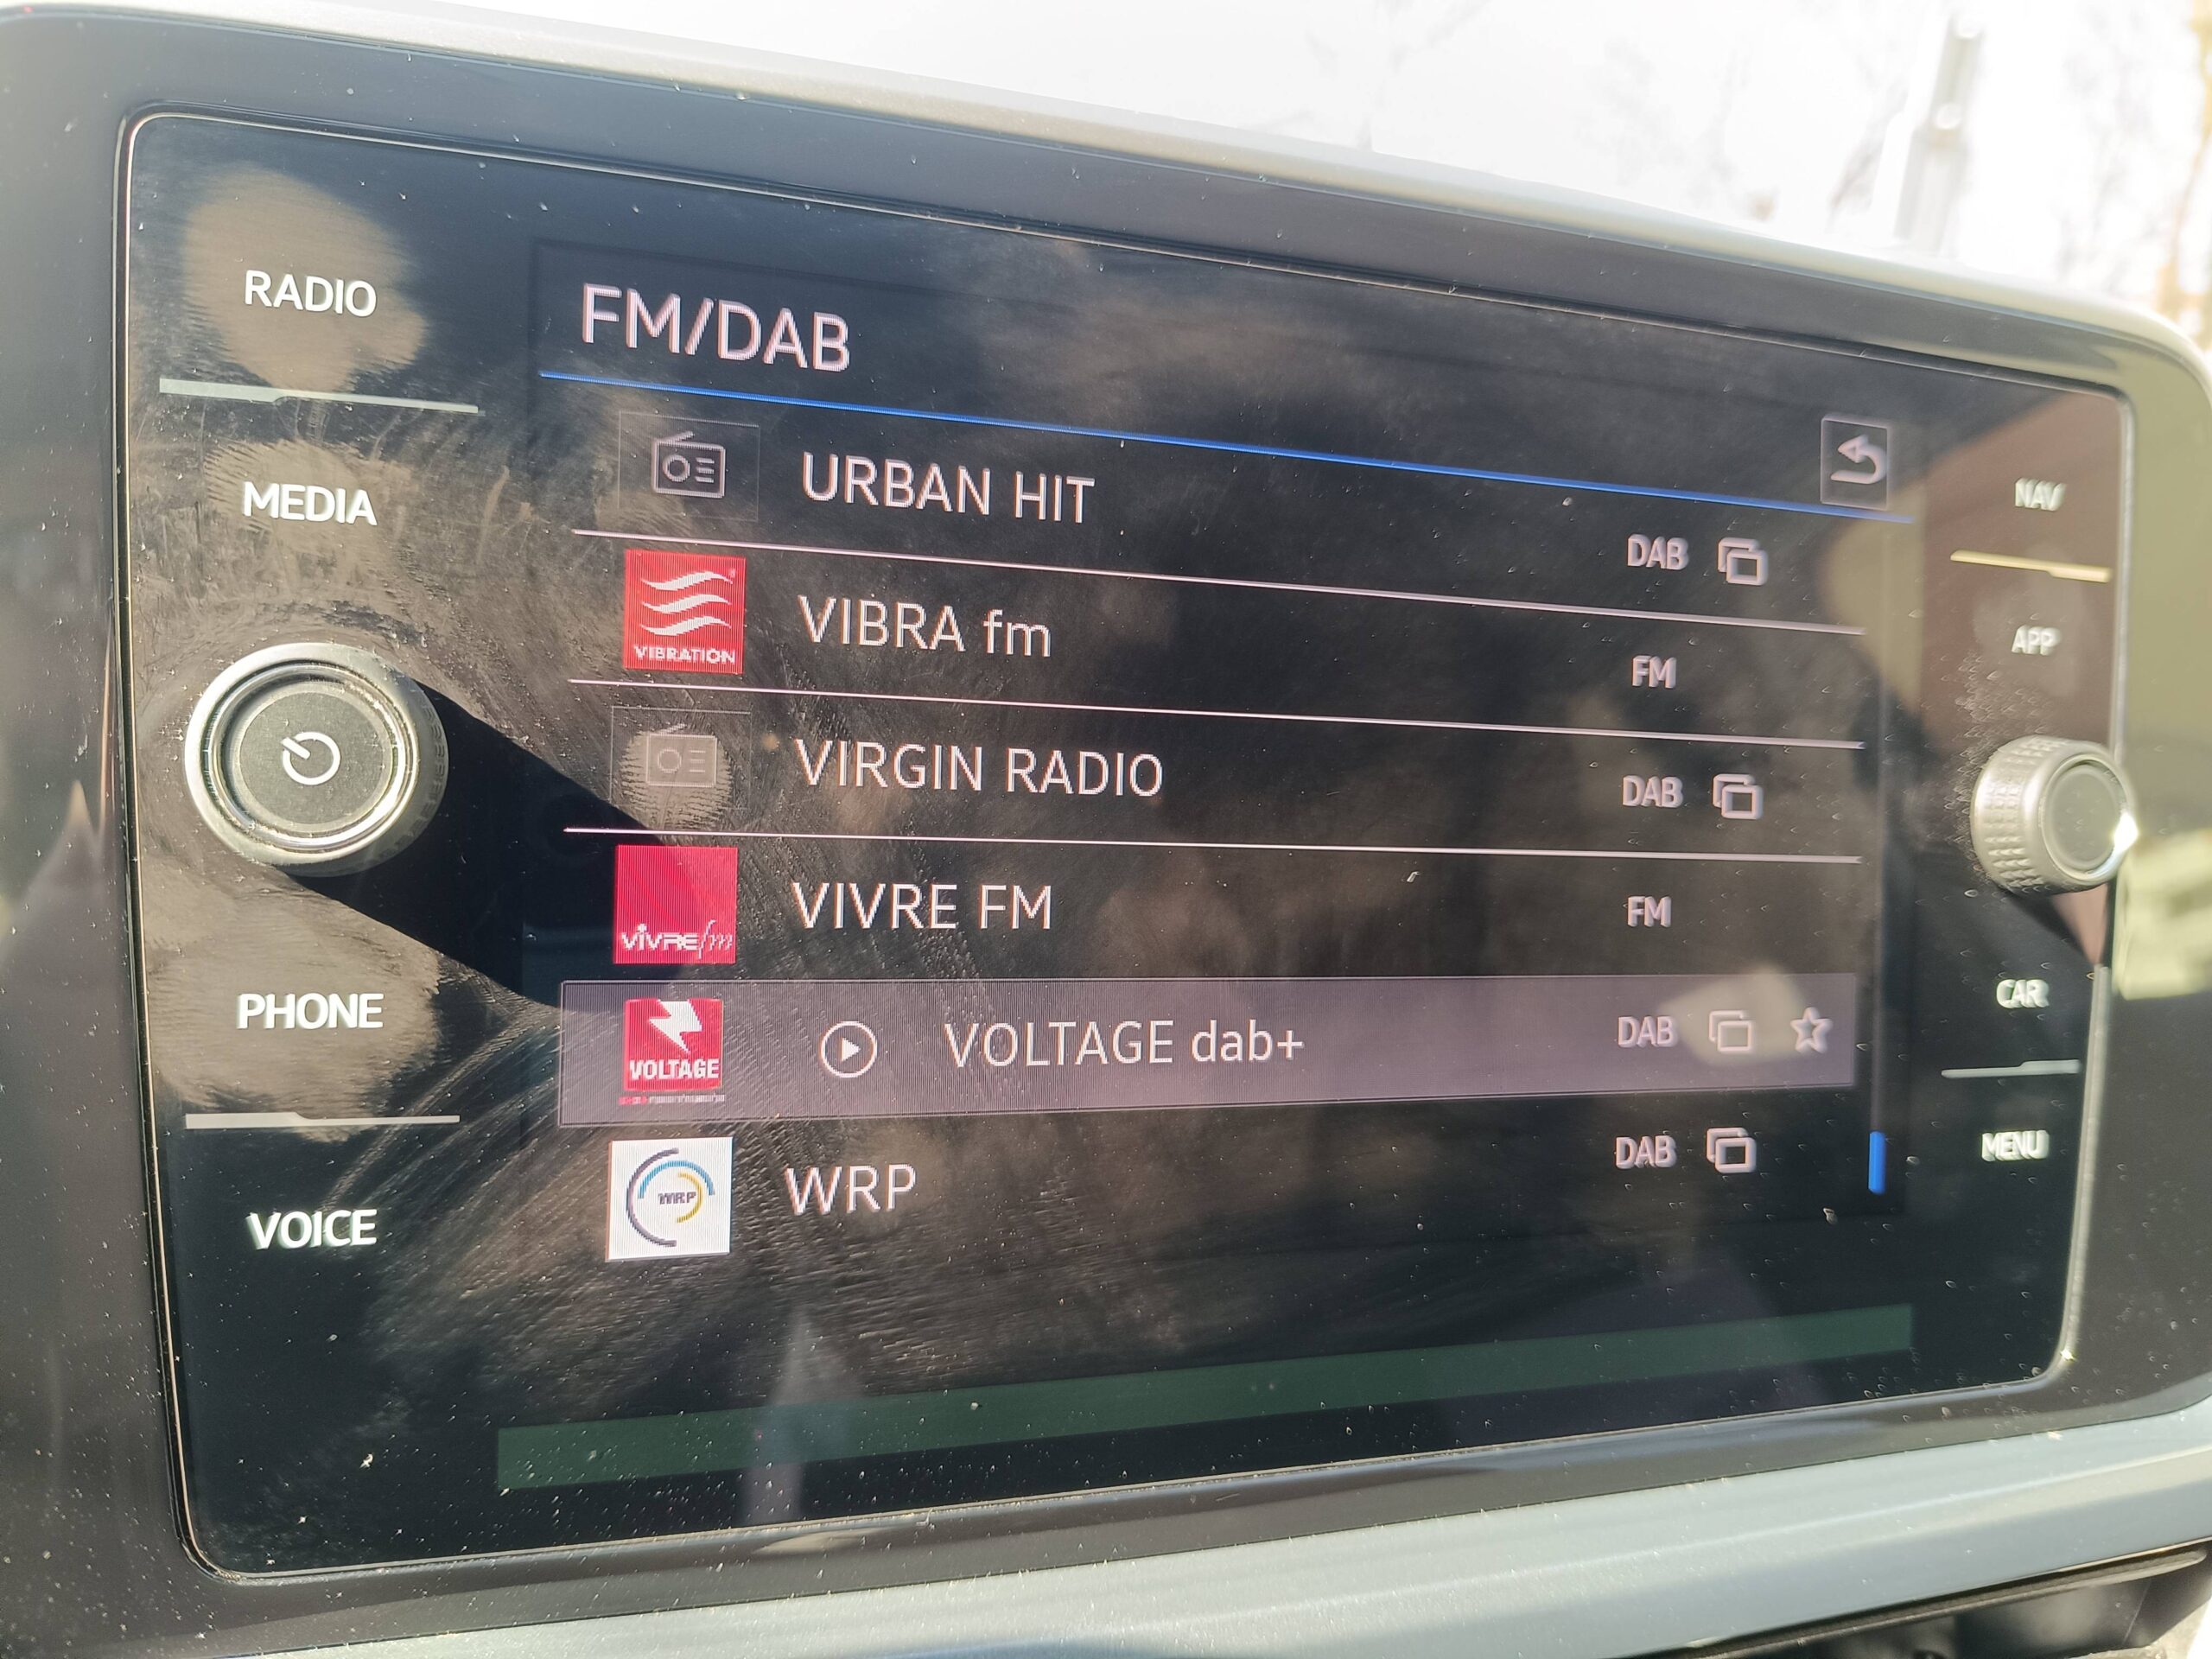 RADIO
MEDIA
PHONE
VOICE
FM/DAB
URBAN HIT
DAB
VIBRATION
VIBRA fm
FM
VIRGIN RADIO
DAB
VIVRE fm
VIVRE FM
FM
VOLTAGE
VOLTAGE dab+
DAB
WRP
WRP
DAB
NAV
APP
CAR
MENU